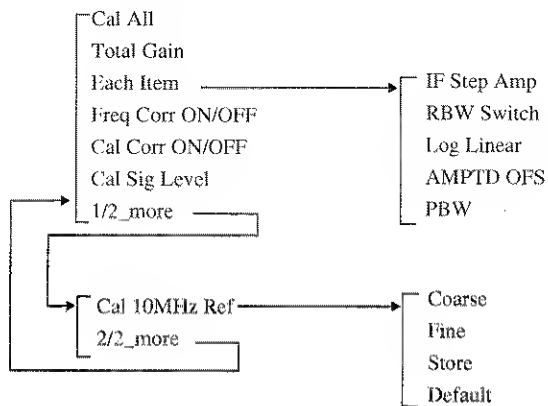 Cal All
Total Gain
Each Item
Freq Corr ON/OFF
Cal Corr ON/OFF
Cal Sig Level
1/2_more
IF Step Amp
RBW Switch
Log Linear
AMPTD OFS
PBW
Cal 10MHz Ref
2/2_more
Coarse
Fine
Store
Default